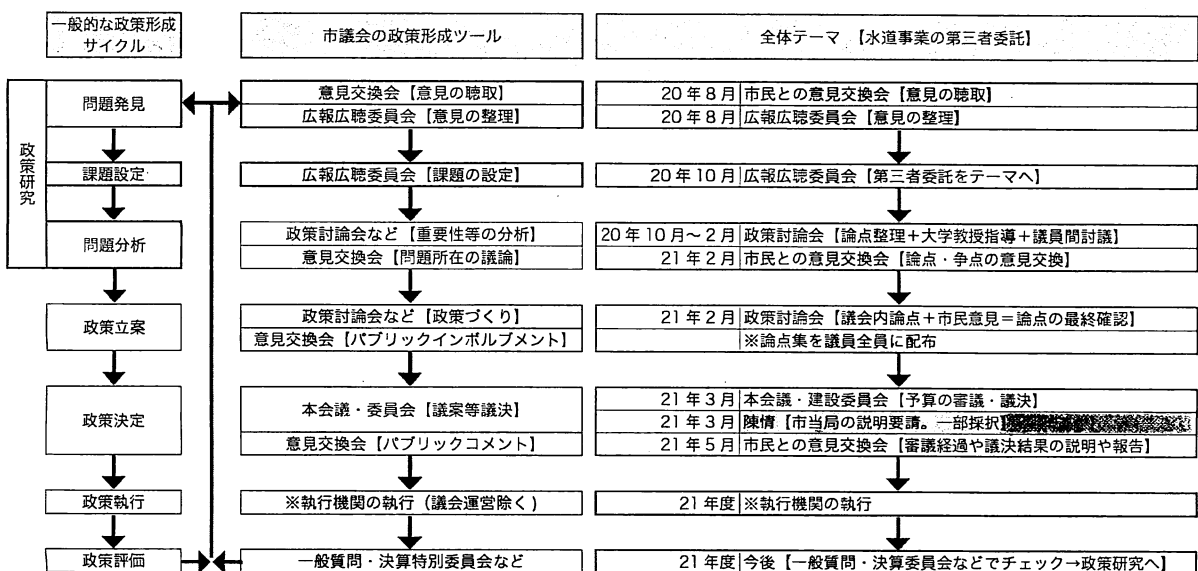 一般的な政策形成
サイクル
市議会の政策形成ツール
全体テーマ 【水道事業の第三者委託】
政策研究
問題発見
意見交換会【意見の聴取】
広報広聴委員会【意見の整理】
20年8月 市民との意見交換会【意見の聴取】
20年8月 広報広聴委員会【意見の整理】
課題設定
広報広聴委員会【課題の設定】
20年10月 広報広聴委員会【第三者委託をテーマへ】
問題分析
政策討論会など【重要性等の分析】
意見交換会【問題所在の議論】
20年10月~2月 政策討論会【論点整理+大学教授指導+議員間討議】
21年2月 市民との意見交換会【論点・争点の意見交換】
政策立案
政策討論会など【政策づくり】
意見交換会【パブリックインボルブメント】
21年2月 政策討論会【議会内論点+市民意見=論点の最終確認】
※論点集を議員全員に配布
政策決定
本会議・委員会【議案等議決】
意見交換会【パブリックコメント】
21年3月 本会議・建設委員会【予算の審議・議決】
21年3月 陳情【市当局の説明要請。一部採択】
21年5月 市民との意見交換会【審議経過や議決結果の説明や報告】
政策執行
※執行機関の執行(議会運営除く)
21年度 ※執行機関の執行
政策評価
一般質問・決算特別委員会など
21年度 今後【一般質問・決算委員会などでチェック→政策研究へ】